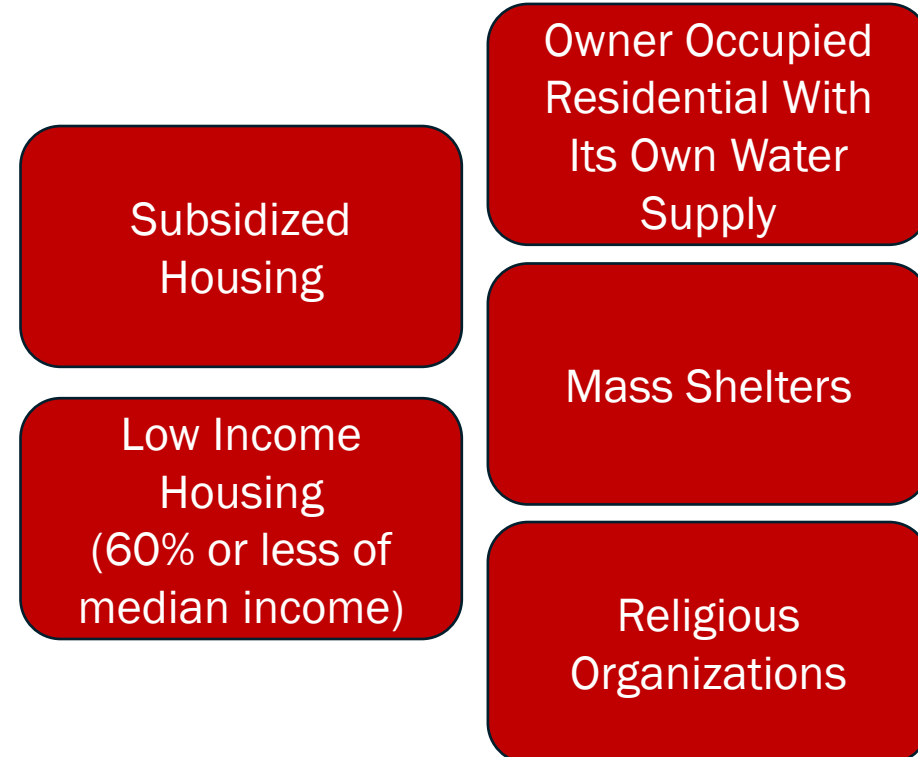 Subsidized
Housing
Low Income
Housing
(60% or less of
median income)
Owner Occupied
Residential With
Its Own Water
Supply
Mass Shelters
Religious
Organizations